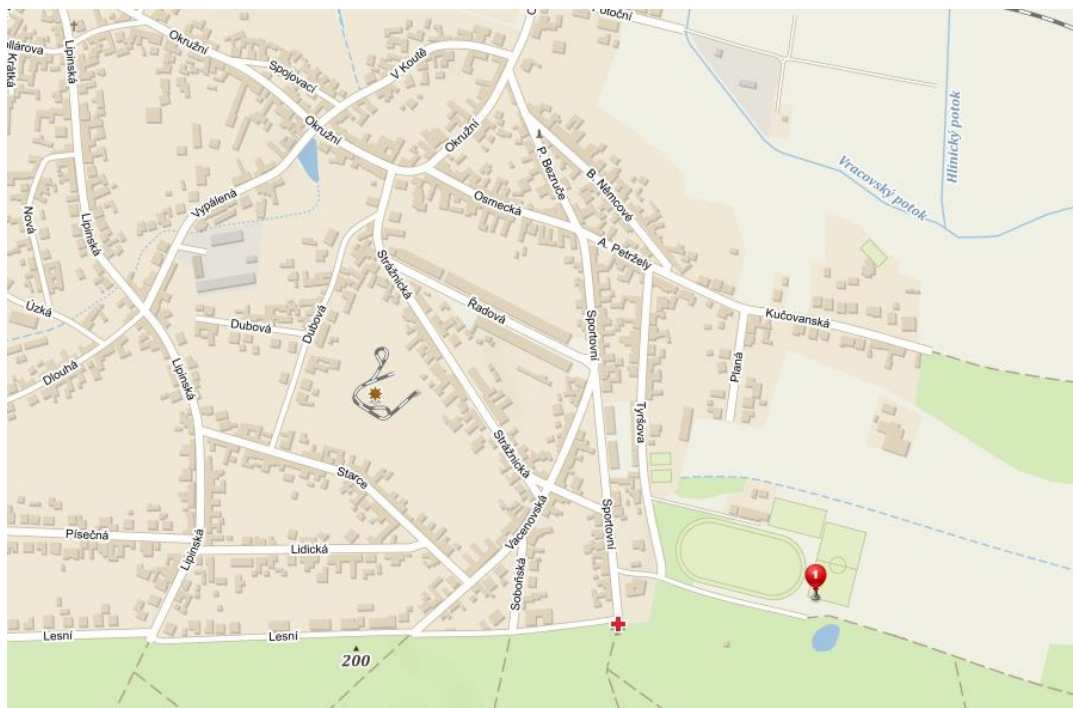 Potoční
Lipinská
Okružní
Krátká
Spojovací
V Koutě
Okružní
Okružní
Hlinický potok
Vracovský potok
P. Bezruče
B. Němcové
Vypálená
Osmecká
Nová
Lipinská
A. Petržely
Strážnická
Řadová
Úzká
Dubová
Dubová
Sportovní
Kučovanská
Dlouhá
Lipinská
Planá
Tyršova
Strážnická
Starce
Sportovní
Vacenovská
Písečná
Lidická
Lipinská
Soboňská
1
Lesní
Lesní
200